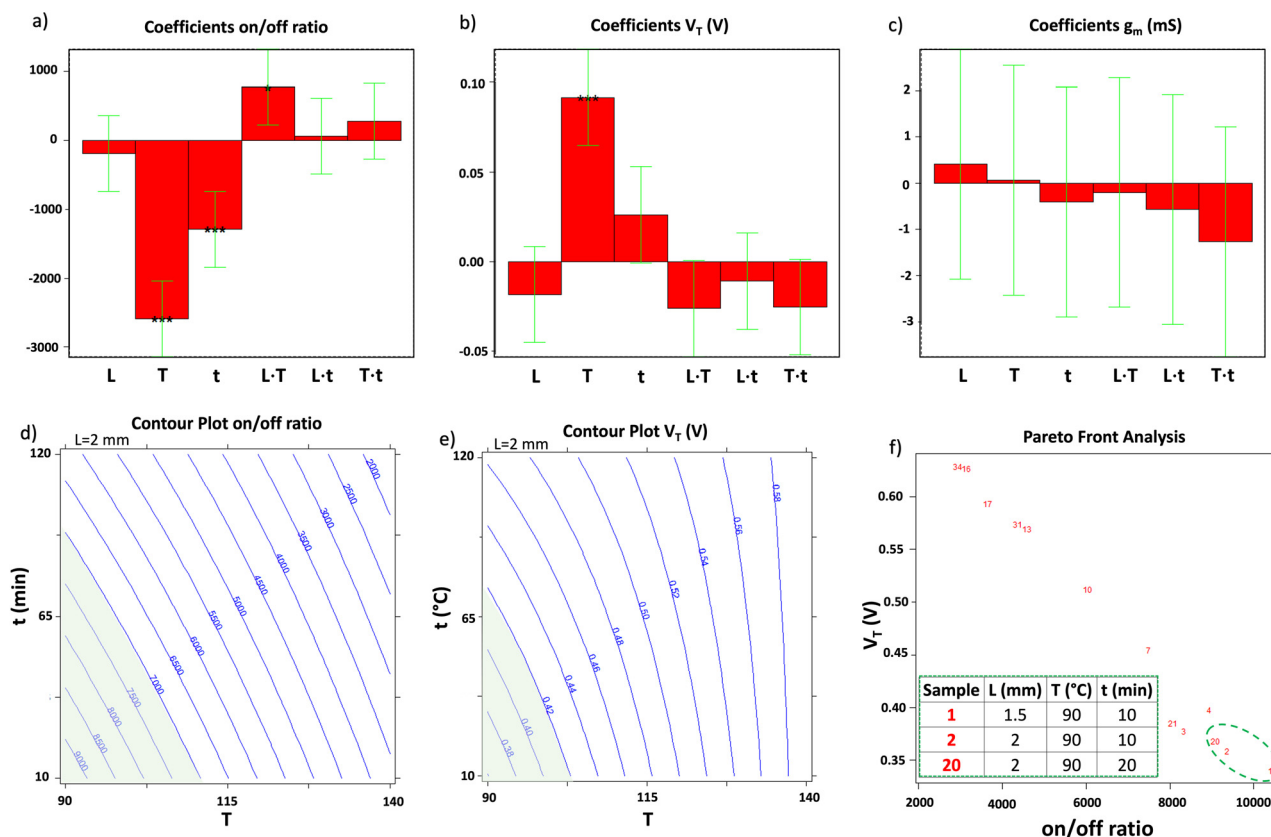 a)
Coefficients on/off ratio
1000
0
-1000
-2000
-3000
*
***
***
L T t L·T L·t T·t
b)
Coefficients V_T (V)
0.10
0.05
0.00
-0.05
***
L T t L·T L·t T·t
c)
Coefficients g_m (mS)
2
1
0
-1
-2
-3
L T t L·T L·t T·t
d)
Contour Plot on/off ratio
L=2 mm
120
65
10
t (min)
2000
2500
3000
3500
4000
4500
5000
5500
6000
6500
7000
7500
8000
8500
9000
90 115 140
T
e)
Contour Plot V_T (V)
L=2 mm
120
65
10
t (°C)
0.58
0.56
0.54
0.52
0.50
0.48
0.46
0.44
0.42
0.40
0.38
90 115 140
T
f)
Pareto Front Analysis
0.60
0.55
0.50
0.45
0.40
0.35
V_T (V)
34 16
17
31 13
10
7
4
21
3
20
2
1
Sample L (mm) T (°C) t (min)
1 1.5 90 10
2 2 90 10
20 2 90 20
2000 4000 6000 8000 10000
on/off ratio